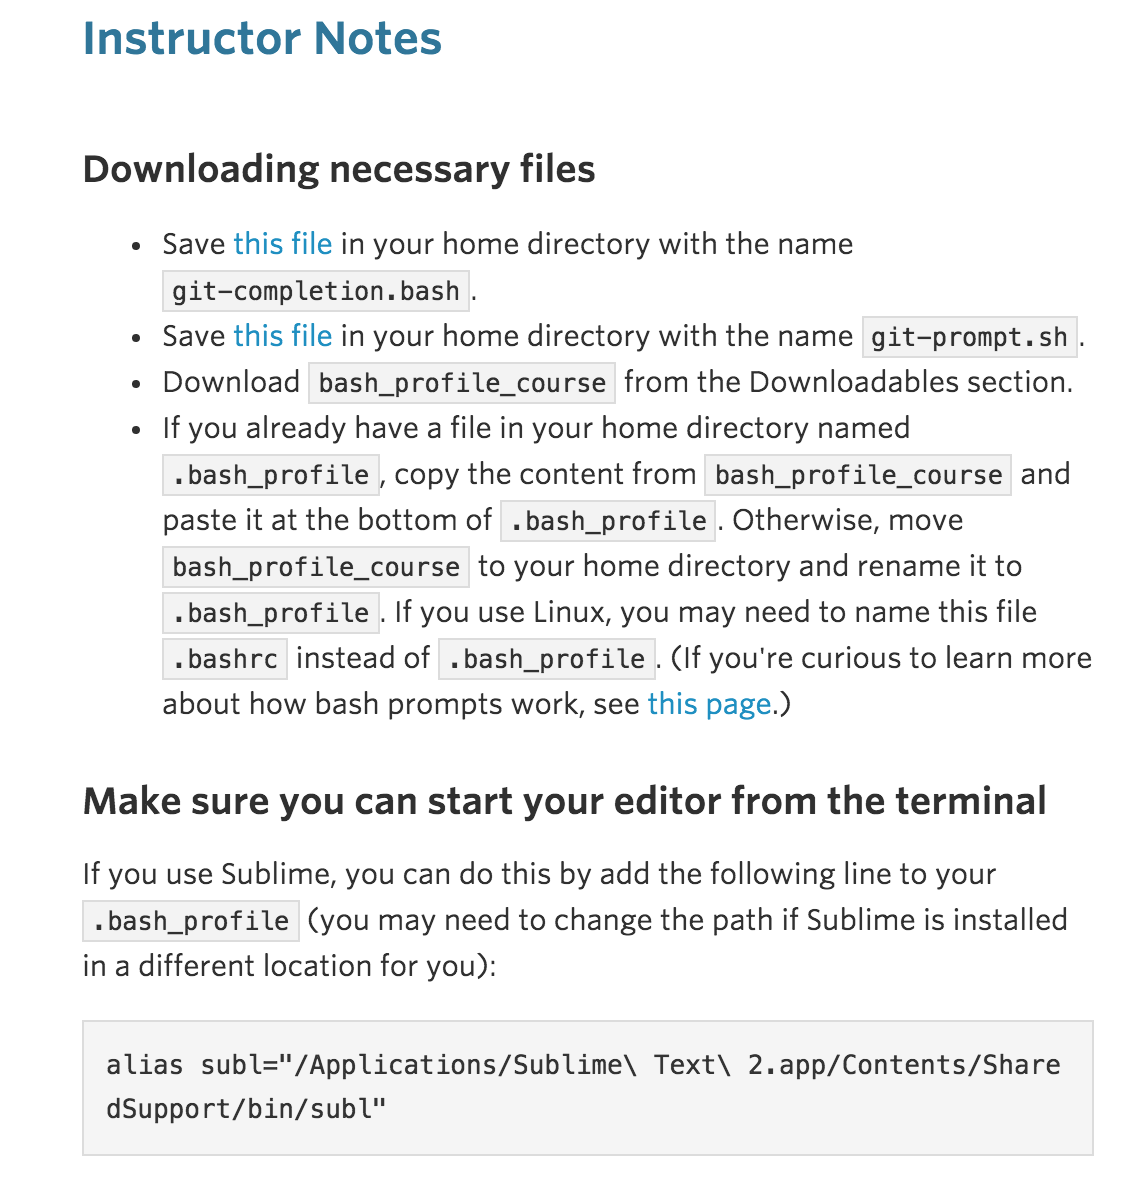 Instructor Notes
Downloading necessary files
• Save this file in your home directory with the name
git-completion.bash.
• Save this file in your home directory with the name git-prompt.sh.
• Download bash_profile_course from the Downloadables section.
• If you already have a file in your home directory named
.bash_profile, copy the content from bash_profile_course and
paste it at the bottom of .bash_profile. Otherwise, move
bash_profile_course to your home directory and rename it to
.bash_profile. If you use Linux, you may need to name this file
.bashrc instead of .bash_profile. (If you're curious to learn more
about how bash prompts work, see this page.)
Make sure you can start your editor from the terminal
If you use Sublime, you can do this by add the following line to your
.bash_profile (you may need to change the path if Sublime is installed
in a different location for you):
alias subl="/Applications/Sublime\ Text\ 2.app/Contents/Share
dSupport/bin/subl"